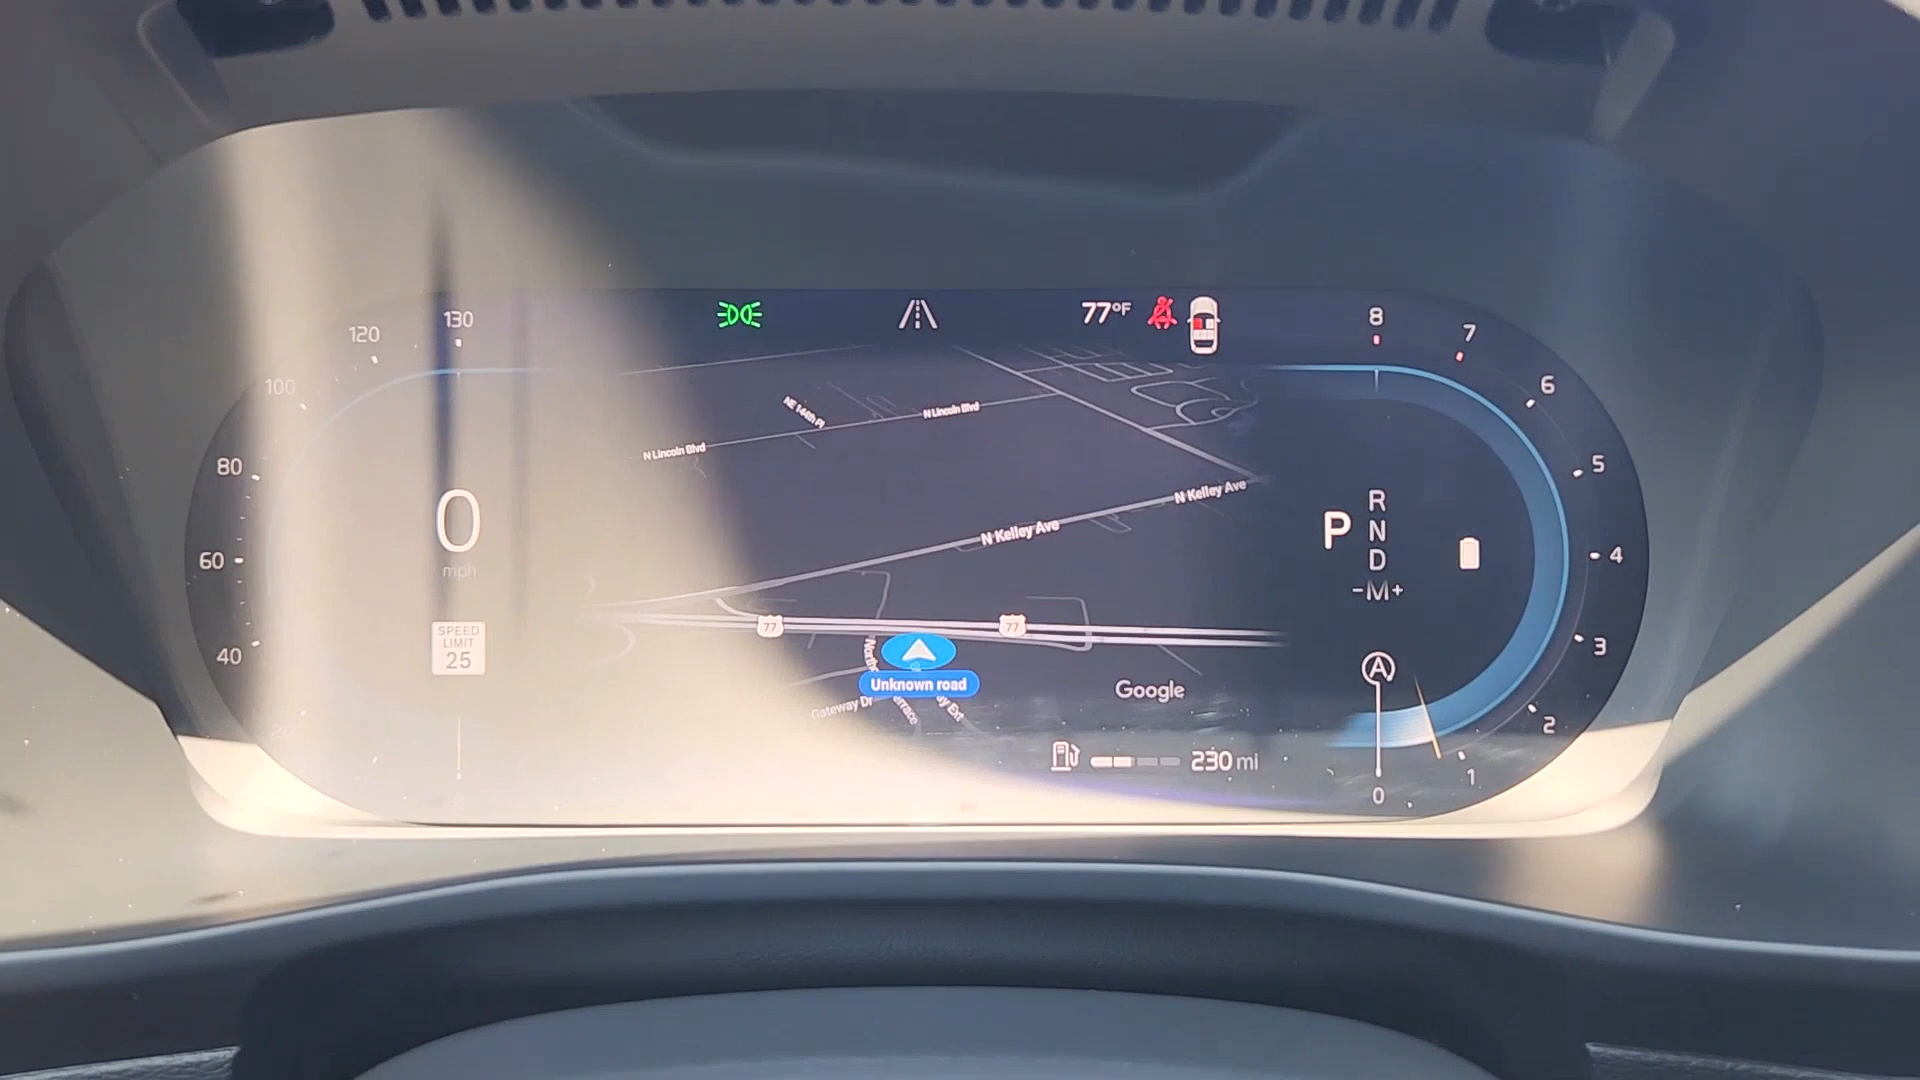 120
130
100
80
60
40
20
0
mph
SPEED
LIMIT
25
77°F
NE 144th Pl
N Lincoln Blvd
N Lincoln Blvd
N Kelley Ave
N Kelley Ave
77
77
Unknown road
Gateway Dr
Google
230 mi
P
R
N
D
-M+
A
8
7
6
5
4
3
2
1
0